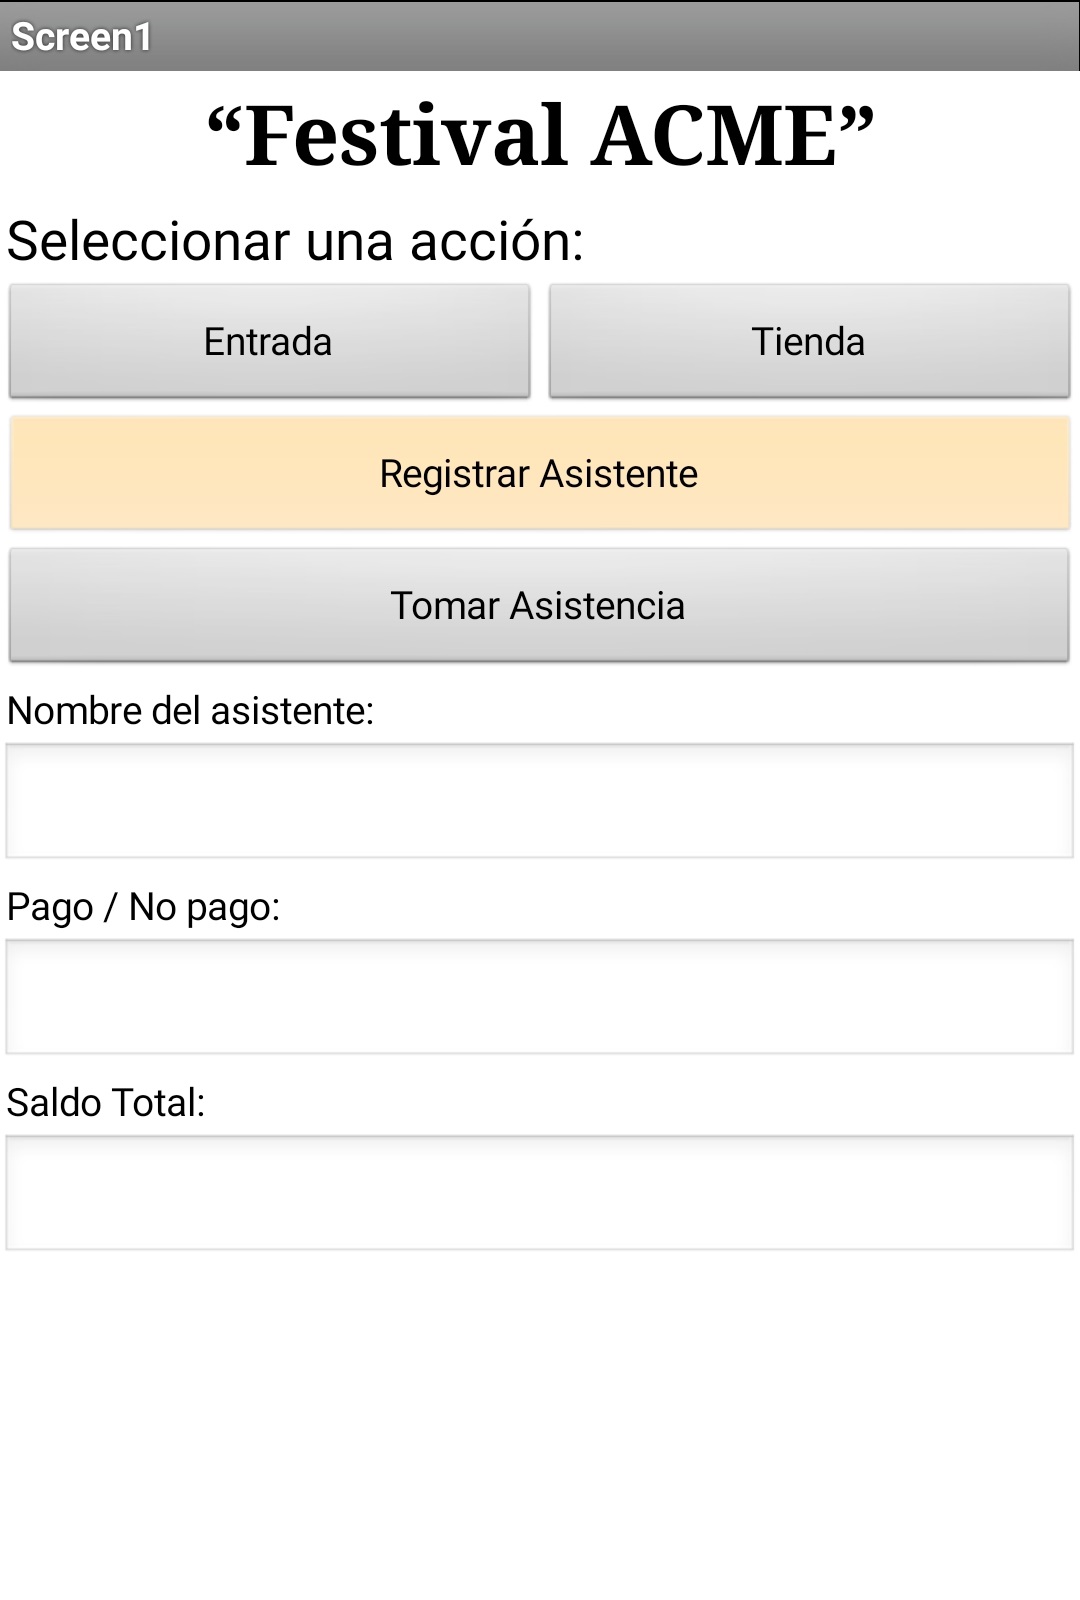 Screen1
“Festival ACME”
Seleccionar una acción:
Entrada Tienda
Registrar Asistente
Tomar Asistencia
Nombre del asistente:
Pago / No pago:
Saldo Total: